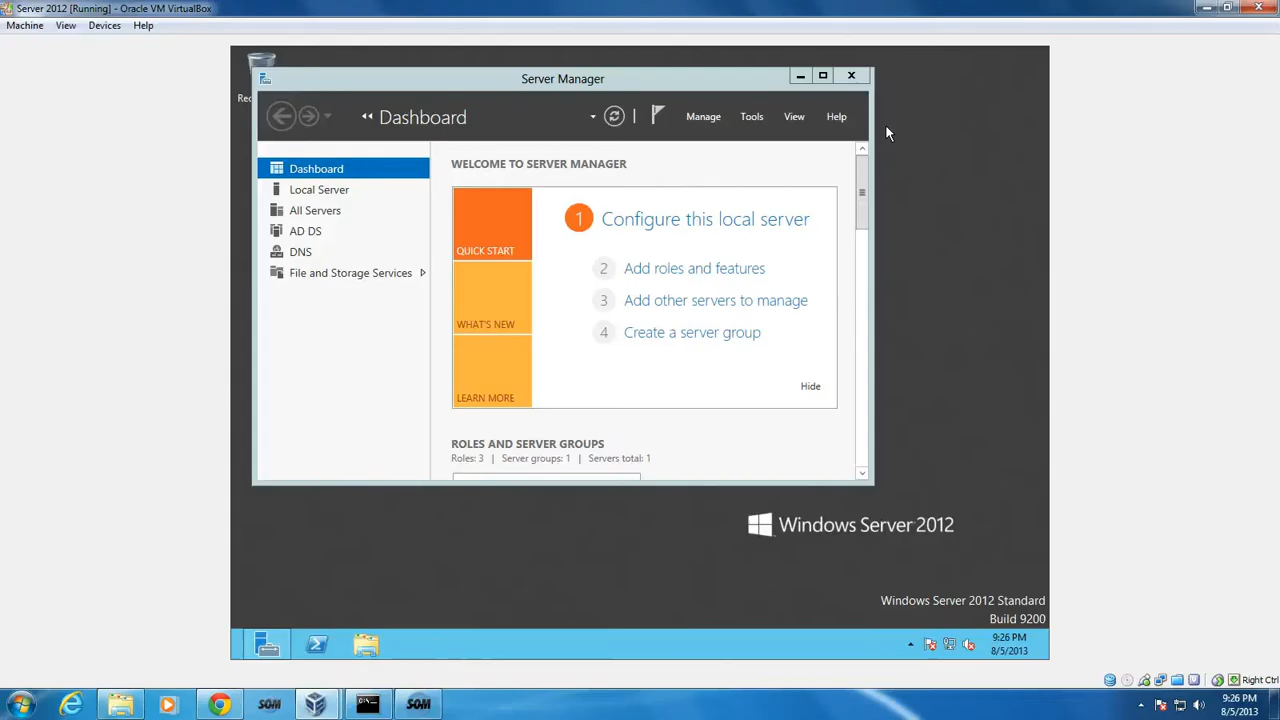 Server 2012 [Running] - Oracle VM VirtualBox
Machine View Devices Help
Server Manager
Dashboard
Manage Tools View Help
Dashboard
Local Server
All Servers
AD DS
DNS
File and Storage Services
WELCOME TO SERVER MANAGER
QUICK START
WHAT'S NEW
LEARN MORE
1 Configure this local server
2 Add roles and features
3 Add other servers to manage
4 Create a server group
Hide
ROLES AND SERVER GROUPS
Roles: 3 | Server groups: 1 | Servers total: 1
Windows Server 2012
Windows Server 2012 Standard
Build 9200
9:26 PM
8/5/2013
Right Ctrl
SOM
SOM
9:26 PM
8/5/2013